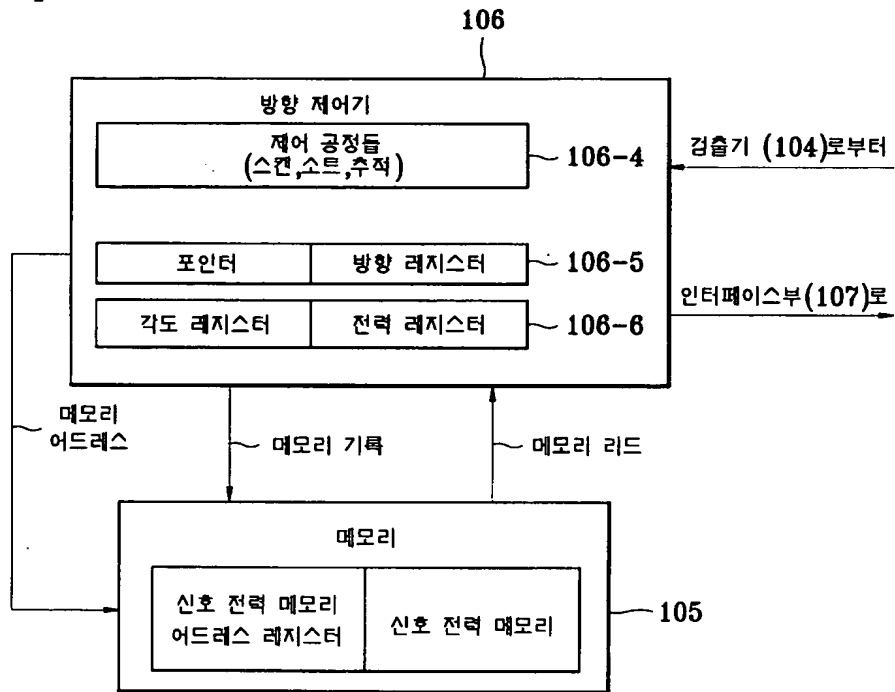 106
방향 제어기
제어 공정들
(스캔,소트,추적)
106-4
검출기 (104)로부터
포인터
방향 레지스터
106-5
각도 레지스터
전력 레지스터
106-6
인터페이스부(107)로
메모리
어드레스
메모리 기록
메모리 리드
메모리
신호 전력 메모리
어드레스 레지스터
신호 전력 메모리
105